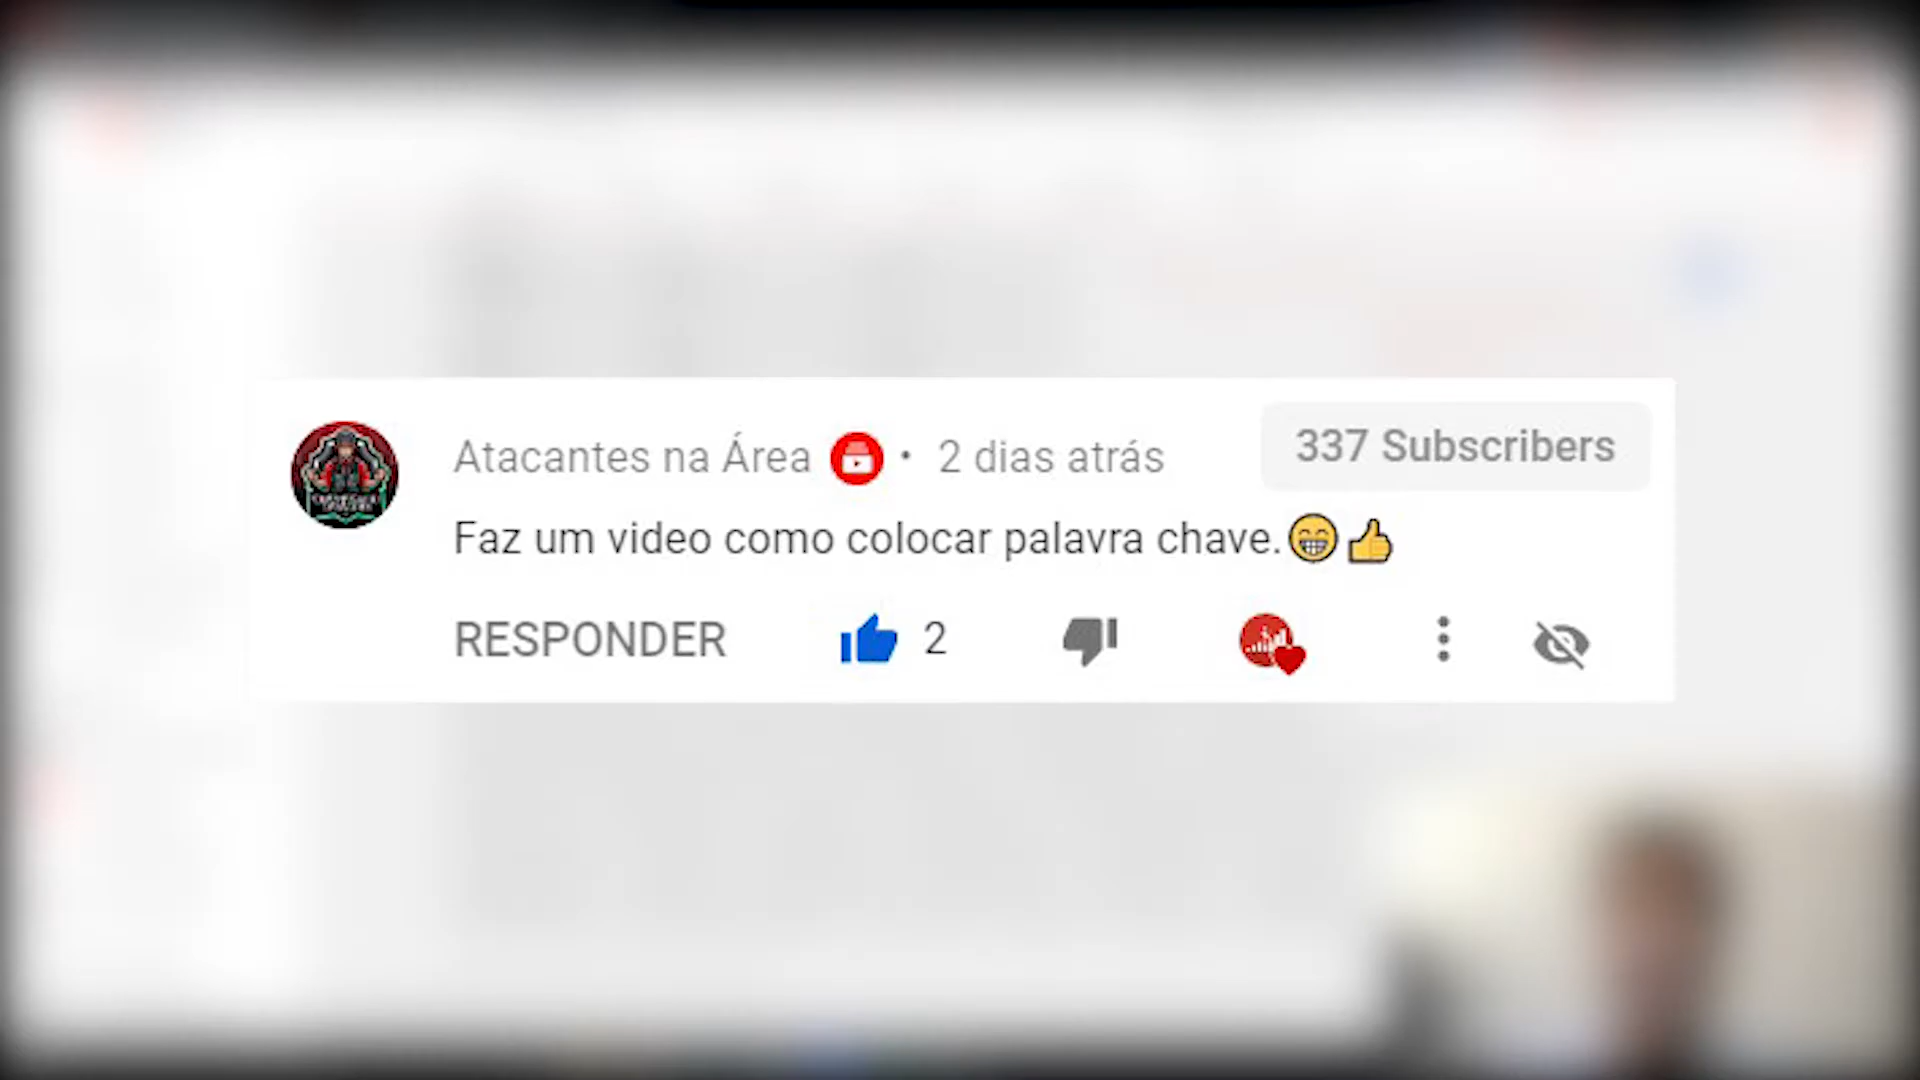 Atacantes na Área • 2 dias atrás
337 Subscribers
Faz um video como colocar palavra chave.😁👍
RESPONDER 2